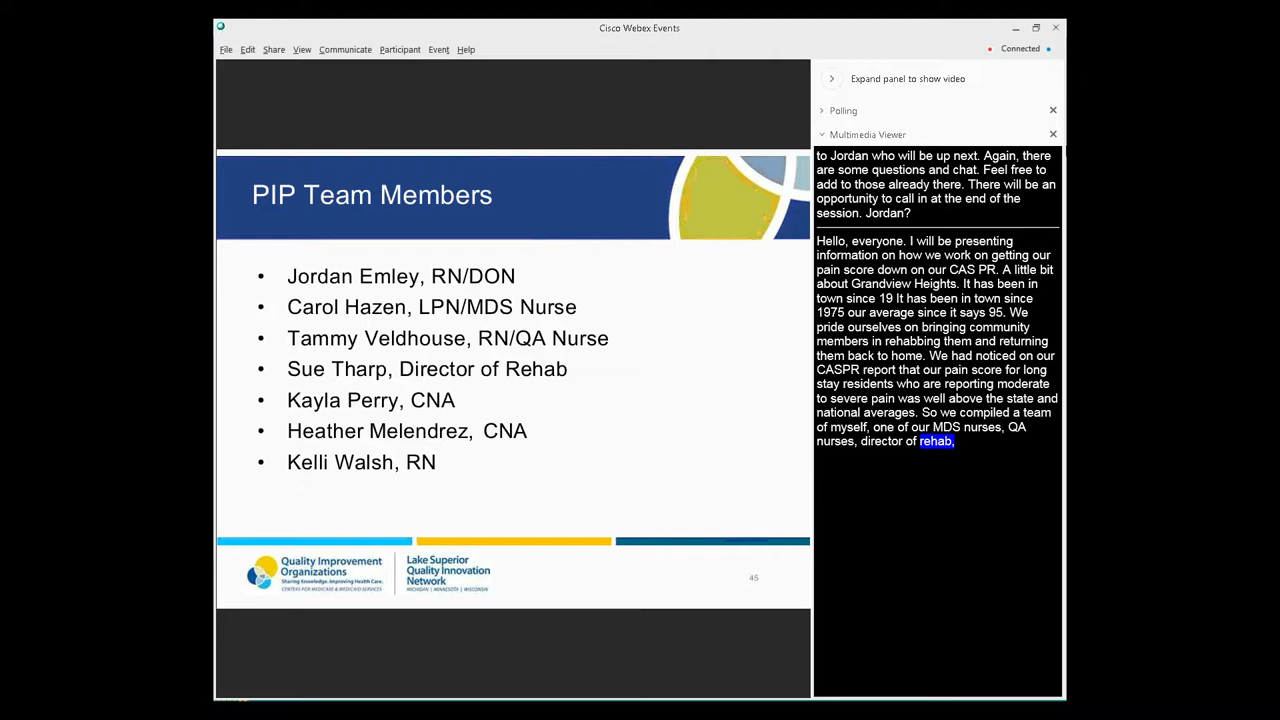 Cisco Webex Events
File Edit Share View Communicate Participant Event Help
Connected
Expand panel to show video
Polling
Multimedia Viewer
PIP Team Members
• Jordan Emley, RN/DON
• Carol Hazen, LPN/MDS Nurse
• Tammy Veldhouse, RN/QA Nurse
• Sue Tharp, Director of Rehab
• Kayla Perry, CNA
• Heather Melendrez, CNA
• Kelli Walsh, RN
Quality Improvement
Organizations
Sharing Knowledge. Improving Health Care.
CENTERS FOR MEDICARE & MEDICAID SERVICES
Lake Superior
Quality Innovation
Network
MICHIGAN | MINNESOTA | WISCONSIN
45
to Jordan who will be up next. Again, there
are some questions and chat. Feel free to
add to those already there. There will be an
opportunity to call in at the end of the
session. Jordan?
Hello, everyone. I will be presenting
information on how we work on getting our
pain score down on our CAS PR. A little bit
about Grandview Heights. It has been in
town since 19 It has been in town since
1975 our average since it says 95. We
pride ourselves on bringing community
members in rehabbing them and returning
them back to home. We had noticed on our
CASPR report that our pain score for long
stay residents who are reporting moderate
to severe pain was well above the state and
national averages. So we compiled a team
of myself, one of our MDS nurses, QA
nurses, director of rehab,